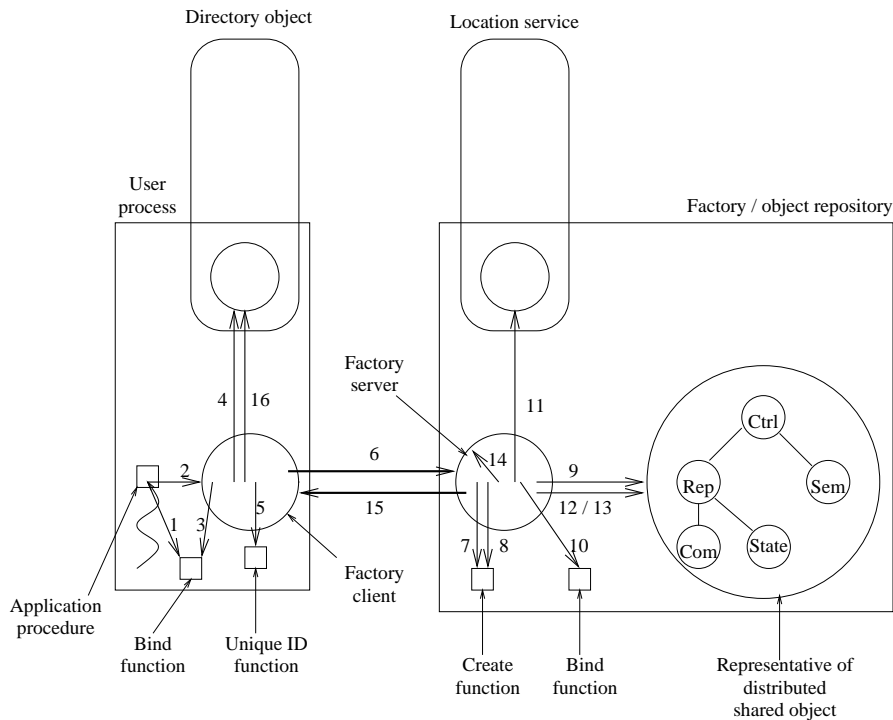 Directory object
Location service
User
process
Factory / object repository
Factory
server
4
16
11
Ctrl
2
6
14
9
Rep
Sem
1
3
5
15
12 / 13
7
8
10
Com
State
Application
procedure
Factory
client
Bind
function
Unique ID
function
Create
function
Bind
function
Representative of
distributed
shared object